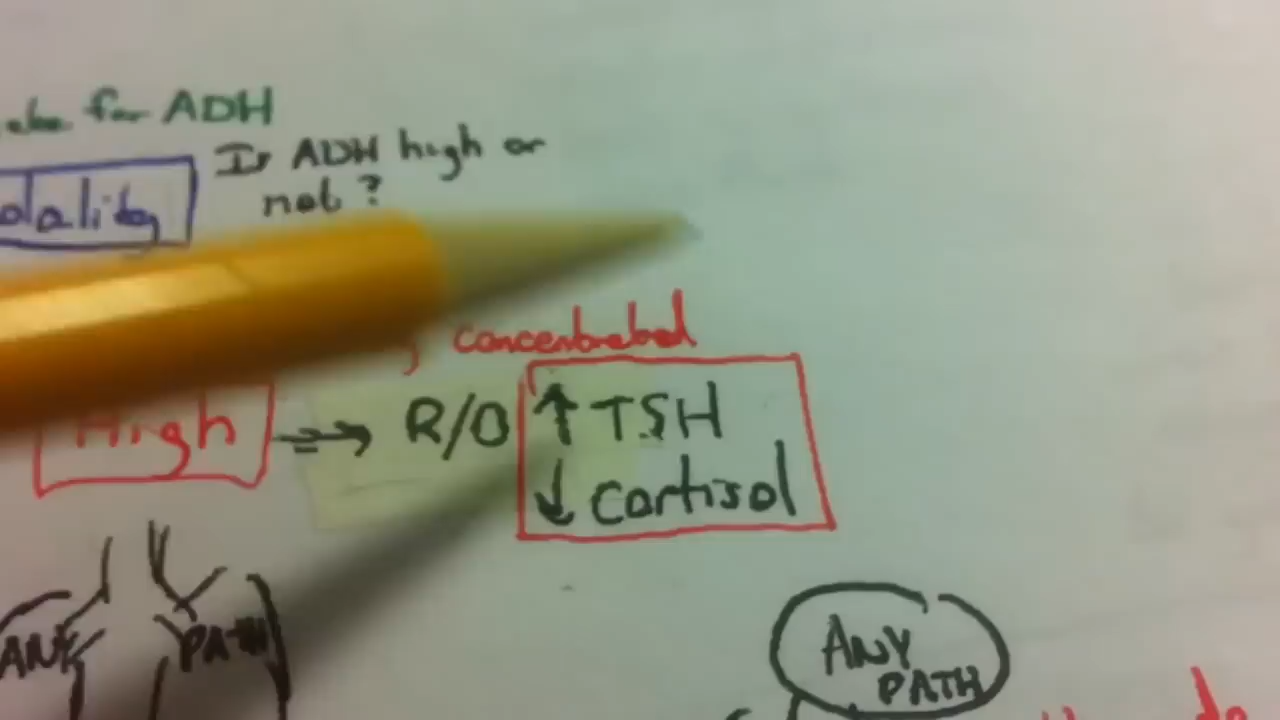 for ADH
Is ADH high or
not?
concentrated
High R/O ↑ TSH
↓ Cortisol
ANY PATH
ANY
PATH